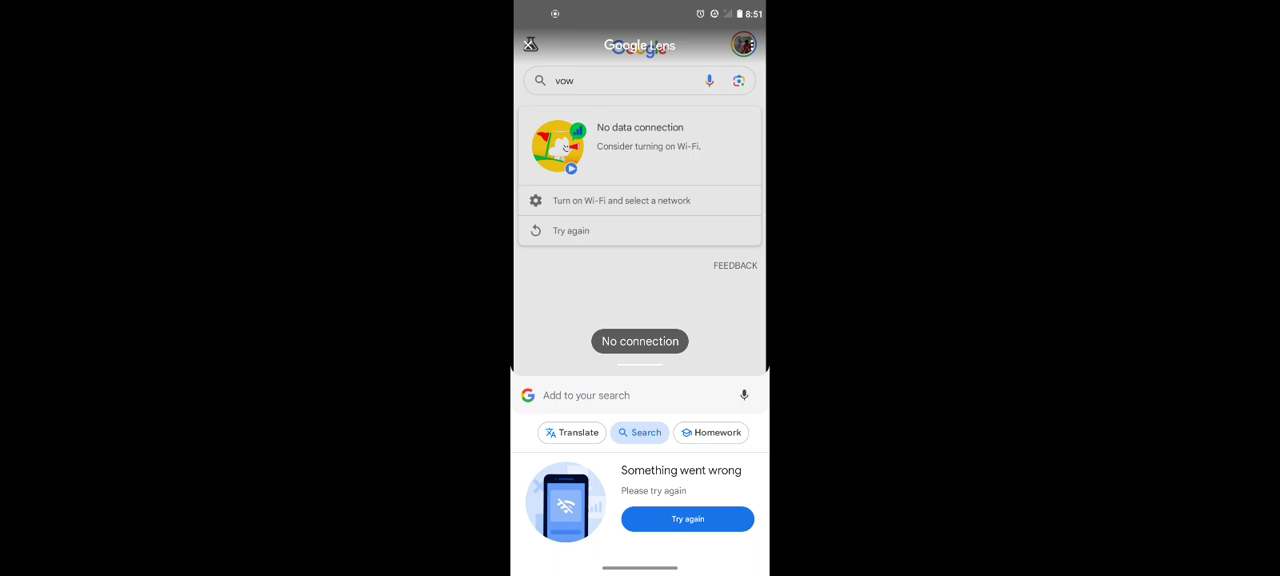 8:51
Google Lens
Google
vow
No data connection
Consider turning on Wi-Fi.
Turn on Wi-Fi and select a network
Try again
FEEDBACK
No connection
Add to your search
Translate
Search
Homework
Something went wrong
Please try again
Try again